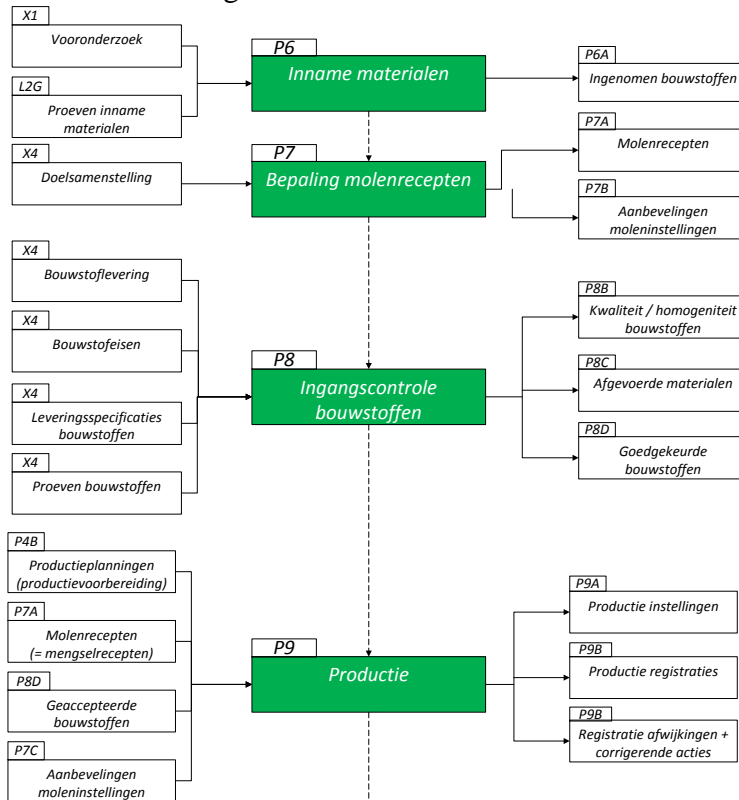 X1
Vooronderzoek
L2G
Proeven inname
materialen
P6
Inname materialen
P6A
Ingenomen bouwstoffen
X4
Doelsamenstelling
P7
Bepaling molenrecepten
P7A
Molenrecepten
P7B
Aanbevelingen
moleninstellingen
X4
Bouwstoflevering
X4
Bouwstofeisen
X4
Leveringsspecificaties
bouwstoffen
X4
Proeven bouwstoffen
P8
Ingangscontrole
bouwstoffen
P8B
Kwaliteit / homogeniteit
bouwstoffen
P8C
Afgevoerde materialen
P8D
Goedgekeurde
bouwstoffen
P4B
Productieplanningen
(productievoorbereiding)
P7A
Molenrecepten
(= mengselrecepten)
P8D
Geaccepteerde
bouwstoffen
P7C
Aanbevelingen
moleninstellingen
P9
Productie
P9A
Productie instellingen
P9B
Productie registraties
P9B
Registratie afwijkingen +
corrigerende acties